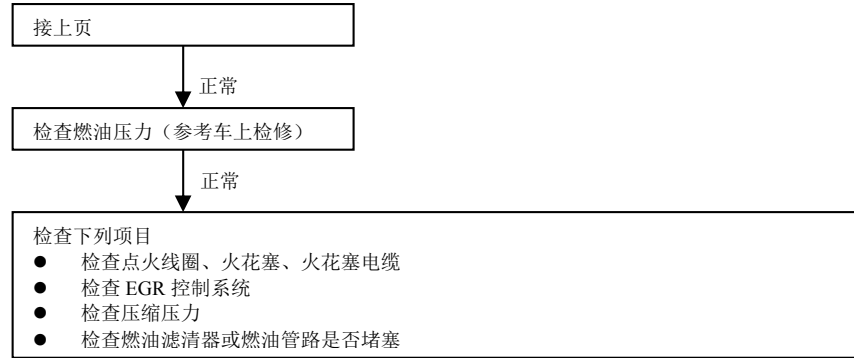 接上页
正常
检查燃油压力（参考车上检修）
正常
检查下列项目
● 检查点火线圈、火花塞、火花塞电缆
● 检查 EGR 控制系统
● 检查压缩压力
● 检查燃油滤清器或燃油管路是否堵塞